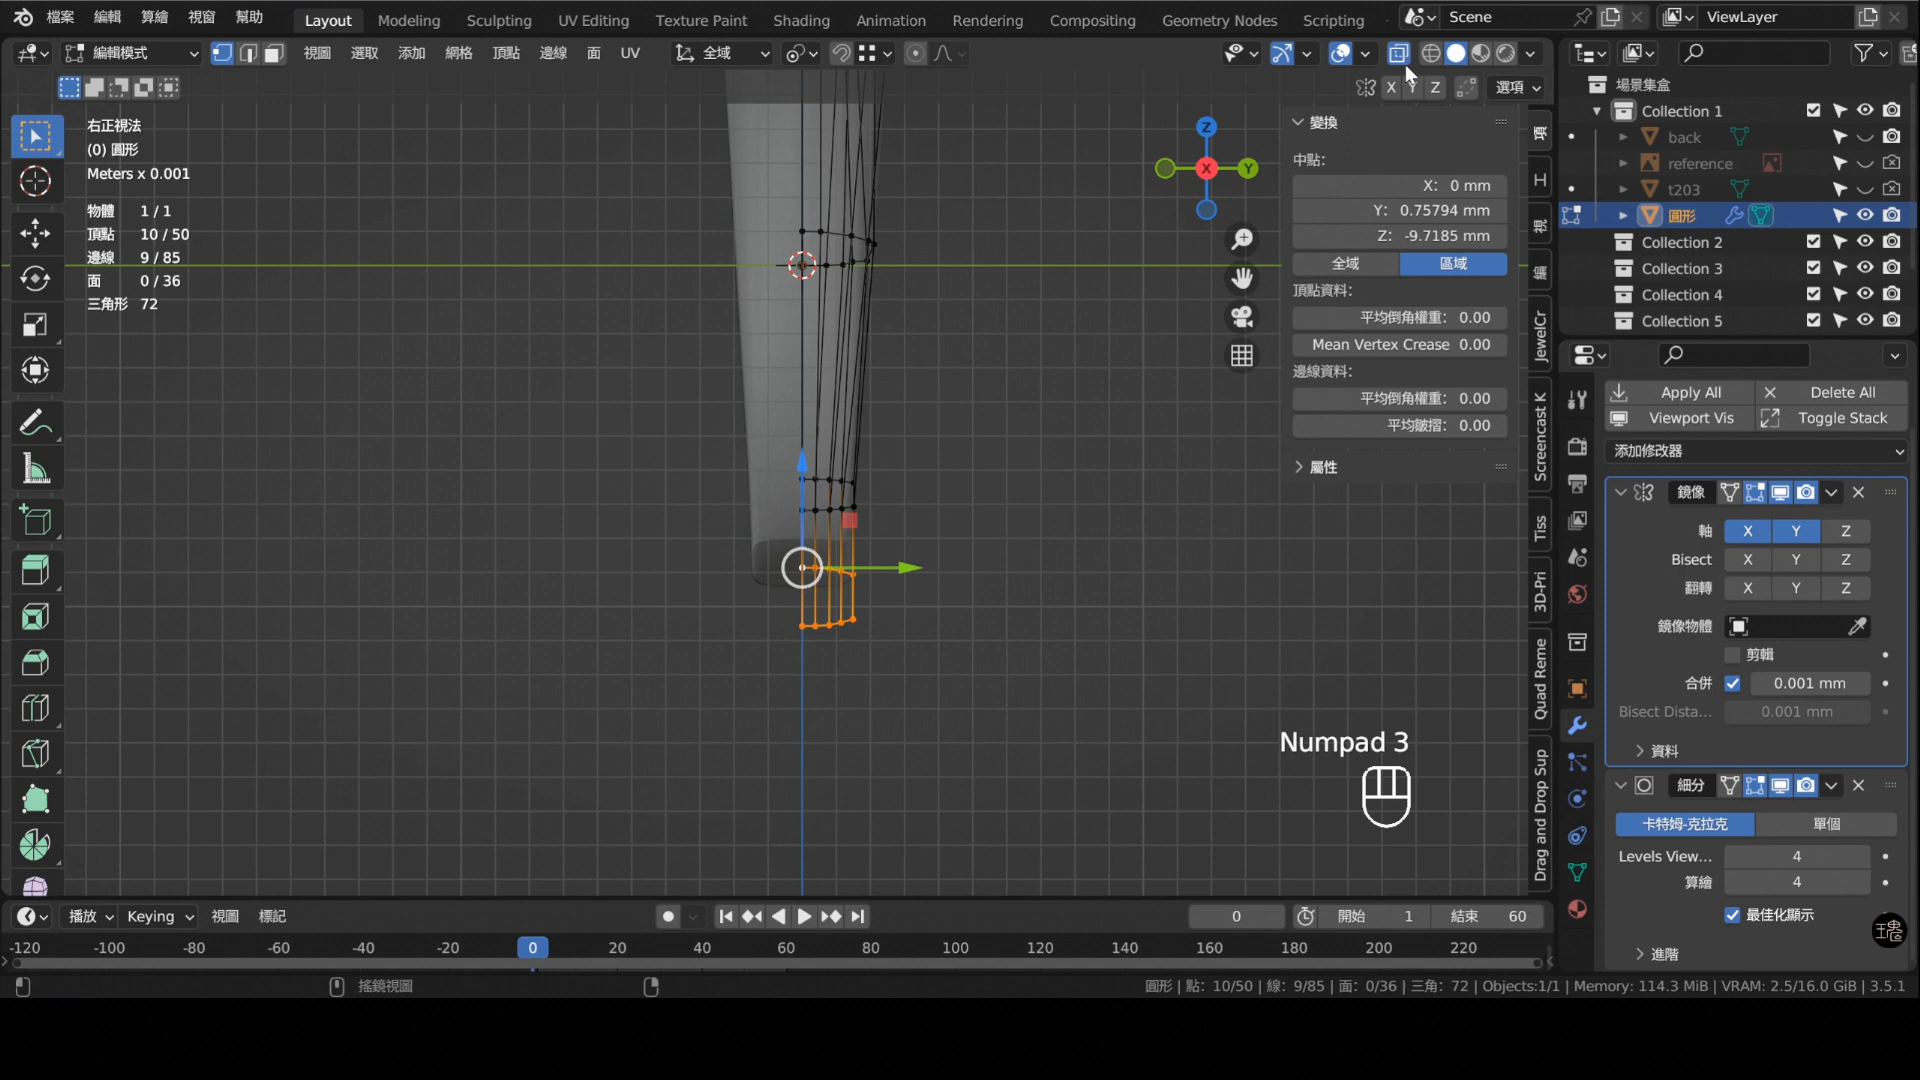 檔案 編輯 算繪 視窗 幫助 Layout Modeling Sculpting UV Editing Texture Paint Shading Animation Rendering Compositing Geometry Nodes Scripting Scene ViewLayer
編輯模式 視圖 選取 添加 網格 頂點 邊線 面 UV 全域
X Y Z 選項
右正視法
(0) 圓形
Meters x 0.001
物體 1/1
頂點 10/50
邊線 9/85
面 0/36
三角形 72
Z
X
Y
變換
中點:
X: 0 mm
Y: 0.75794 mm
Z: -9.7185 mm
全域 區域
頂點資料:
平均倒角權重: 0.00
Mean Vertex Crease 0.00
邊線資料:
平均倒角權重: 0.00
平均皺摺: 0.00
屬性
項
工
視
編
JewelCr
Screencast K
Tiss
3D-Pri
Quad Reme
Drag and Drop Sup
場景集盒
Collection 1
back
reference
t203
圓形
Collection 2
Collection 3
Collection 4
Collection 5
Apply All Delete All
Viewport Vis Toggle Stack
添加修改器
鏡像
軸 X Y Z
Bisect X Y Z
翻轉 X Y Z
鏡像物體
剪輯
合併 0.001 mm
Bisect Dista... 0.001 mm
資料
細分
卡特姆-克拉克 單個
Levels View... 4
算繪 4
最佳化顯示
進階
Numpad 3
播放 Keying 視圖 標記 0 開始 1 結束 60
-120 -100 -80 -60 -40 -20 0 20 40 60 80 100 120 140 160 180 200 220
搖鏡視圖 圓形 | 點: 10/50 | 線: 9/85 | 面: 0/36 | 三角: 72 | Objects:1/1 | Memory: 114.3 MiB | VRAM: 2.5/16.0 GiB | 3.5.1